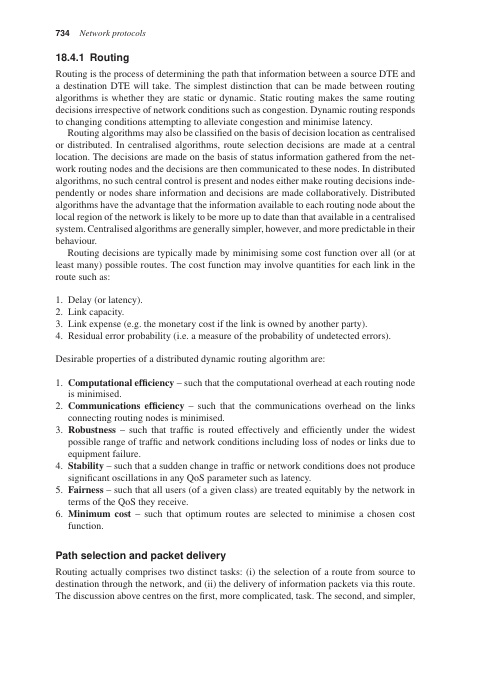 734 Network protocols
18.4.1 Routing
Routing is the process of determining the path that information between a source DTE and
a destination DTE will take. The simplest distinction that can be made between routing
algorithms is whether they are static or dynamic. Static routing makes the same routing
decisions irrespective of network conditions such as congestion. Dynamic routing responds
to changing conditions attempting to alleviate congestion and minimise latency.
Routing algorithms may also be classified on the basis of decision location as centralised
or distributed. In centralised algorithms, route selection decisions are made at a central
location. The decisions are made on the basis of status information gathered from the net-
work routing nodes and the decisions are then communicated to these nodes. In distributed
algorithms, no such central control is present and nodes either make routing decisions inde-
pendently or nodes share information and decisions are made collaboratively. Distributed
algorithms have the advantage that the information available to each routing node about the
local region of the network is likely to be more up to date than that available in a centralised
system. Centralised algorithms are generally simpler, however, and more predictable in their
behaviour.
Routing decisions are typically made by minimising some cost function over all (or at
least many) possible routes. The cost function may involve quantities for each link in the
route such as:
1. Delay (or latency).
2. Link capacity.
3. Link expense (e.g. the monetary cost if the link is owned by another party).
4. Residual error probability (i.e. a measure of the probability of undetected errors).
Desirable properties of a distributed dynamic routing algorithm are:
1. Computational efficiency – such that the computational overhead at each routing node
is minimised.
2. Communications efficiency – such that the communications overhead on the links
connecting routing nodes is minimised.
3. Robustness – such that traffic is routed effectively and efficiently under the widest
possible range of traffic and network conditions including loss of nodes or links due to
equipment failure.
4. Stability – such that a sudden change in traffic or network conditions does not produce
significant oscillations in any QoS parameter such as latency.
5. Fairness – such that all users (of a given class) are treated equitably by the network in
terms of the QoS they receive.
6. Minimum cost – such that optimum routes are selected to minimise a chosen cost
function.
Path selection and packet delivery
Routing actually comprises two distinct tasks: (i) the selection of a route from source to
destination through the network, and (ii) the delivery of information packets via this route.
The discussion above centres on the first, more complicated, task. The second, and simpler,